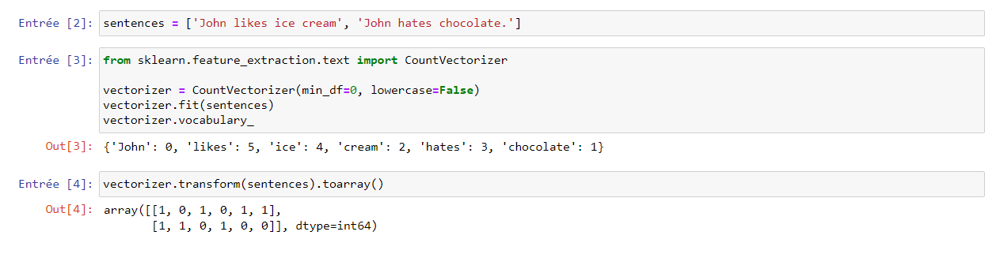 Entrée [2]: sentences = ['John likes ice cream', 'John hates chocolate.']
Entrée [3]: from sklearn.feature_extraction.text import CountVectorizer
vectorizer = CountVectorizer(min_df=0, lowercase=False)
vectorizer.fit(sentences)
vectorizer.vocabulary_
Out[3]: {'John': 0, 'likes': 5, 'ice': 4, 'cream': 2, 'hates': 3, 'chocolate': 1}
Entrée [4]: vectorizer.transform(sentences).toarray()
Out[4]: array([[1, 0, 1, 0, 1, 1],
[1, 1, 0, 1, 0, 0]], dtype=int64)